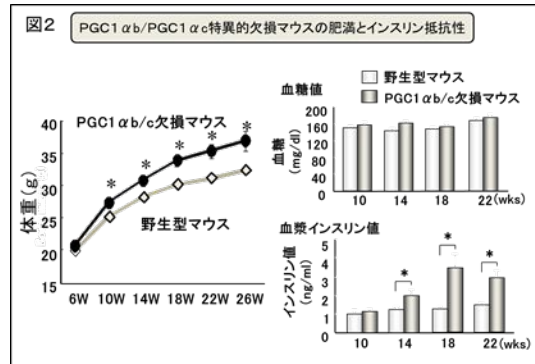 図2
PGC1αb/PGC1αc特異的欠損マウスの肥満とインスリン抵抗性
PGC1αb/c欠損マウス
野生型マウス
体重(g)
40
35
30
25
20
15
* * * * *
6W 10W 14W 18W 22W 26W
血糖値
野生型マウス
PGC1αb/c欠損マウス
血糖
(mg/dl)
200
160
120
80
40
0
10 14 18 22(wks)
血漿インスリン値
インスリン値
(ng/ml)
5
4
3
2
1
0
* * *
10 14 18 22(wks)